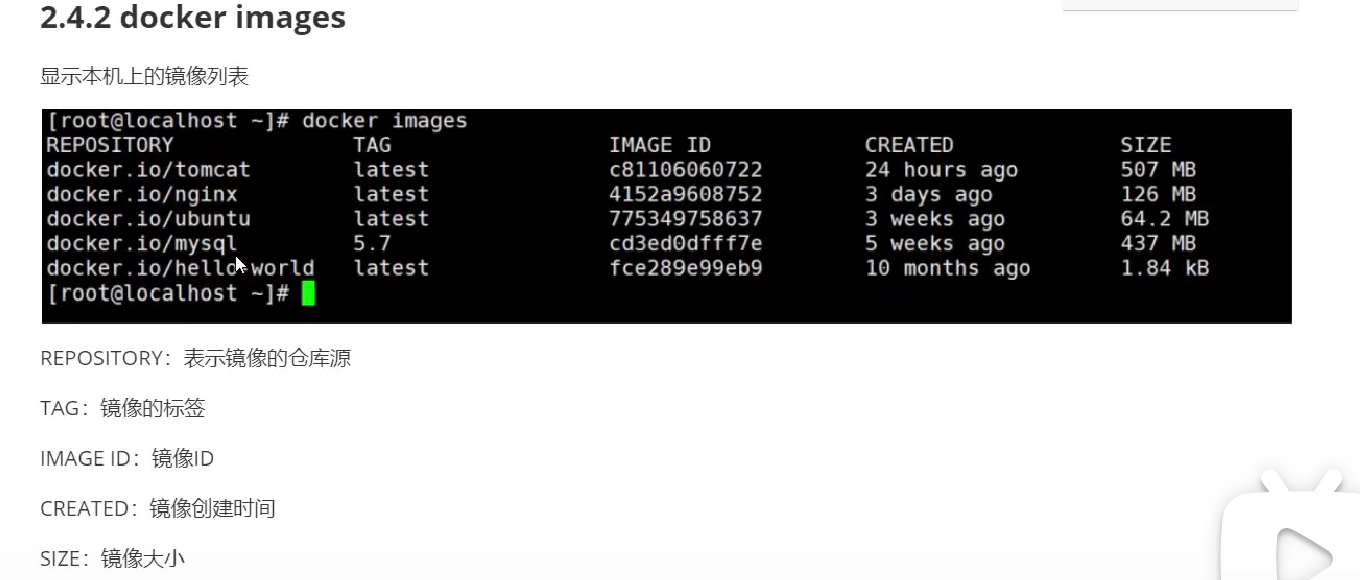 2.4.2 docker images
显示本机上的镜像列表
[root@localhost ~]# docker images
REPOSITORY TAG IMAGE ID CREATED SIZE
docker.io/tomcat latest c81106060722 24 hours ago 507 MB
docker.io/nginx latest 4152a9608752 3 days ago 126 MB
docker.io/ubuntu latest 775349758637 3 weeks ago 64.2 MB
docker.io/mysql 5.7 cd3ed0dfff7e 5 weeks ago 437 MB
docker.io/hello-world latest fce289e99eb9 10 months ago 1.84 kB
[root@localhost ~]#
REPOSITORY：表示镜像的仓库源
TAG：镜像的标签
IMAGE ID：镜像ID
CREATED：镜像创建时间
SIZE：镜像大小